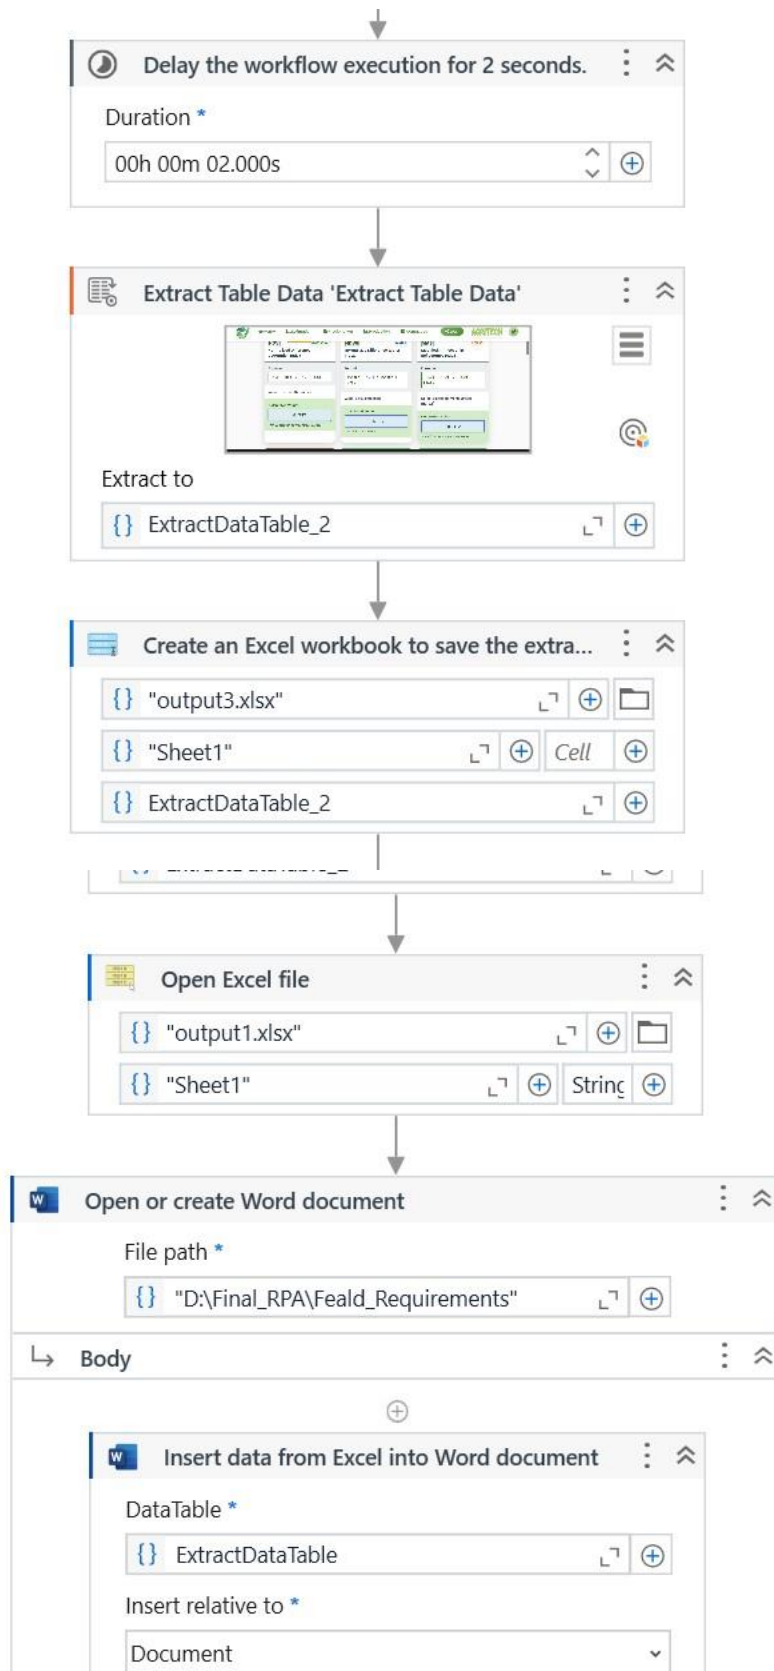 Delay the workflow execution for 2 seconds.
Duration *
00h 00m 02.000s
Extract Table Data 'Extract Table Data'
Extract to
{} ExtractDataTable_2
Create an Excel workbook to save the extra...
{} "output3.xlsx"
{} "Sheet1" Cell
{} ExtractDataTable_2
Open Excel file
{} "output1.xlsx"
{} "Sheet1" String
Open or create Word document
File path *
{} "D:\Final_RPA\Feald_Requirements"
Body
Insert data from Excel into Word document
DataTable *
{} ExtractDataTable
Insert relative to *
Document